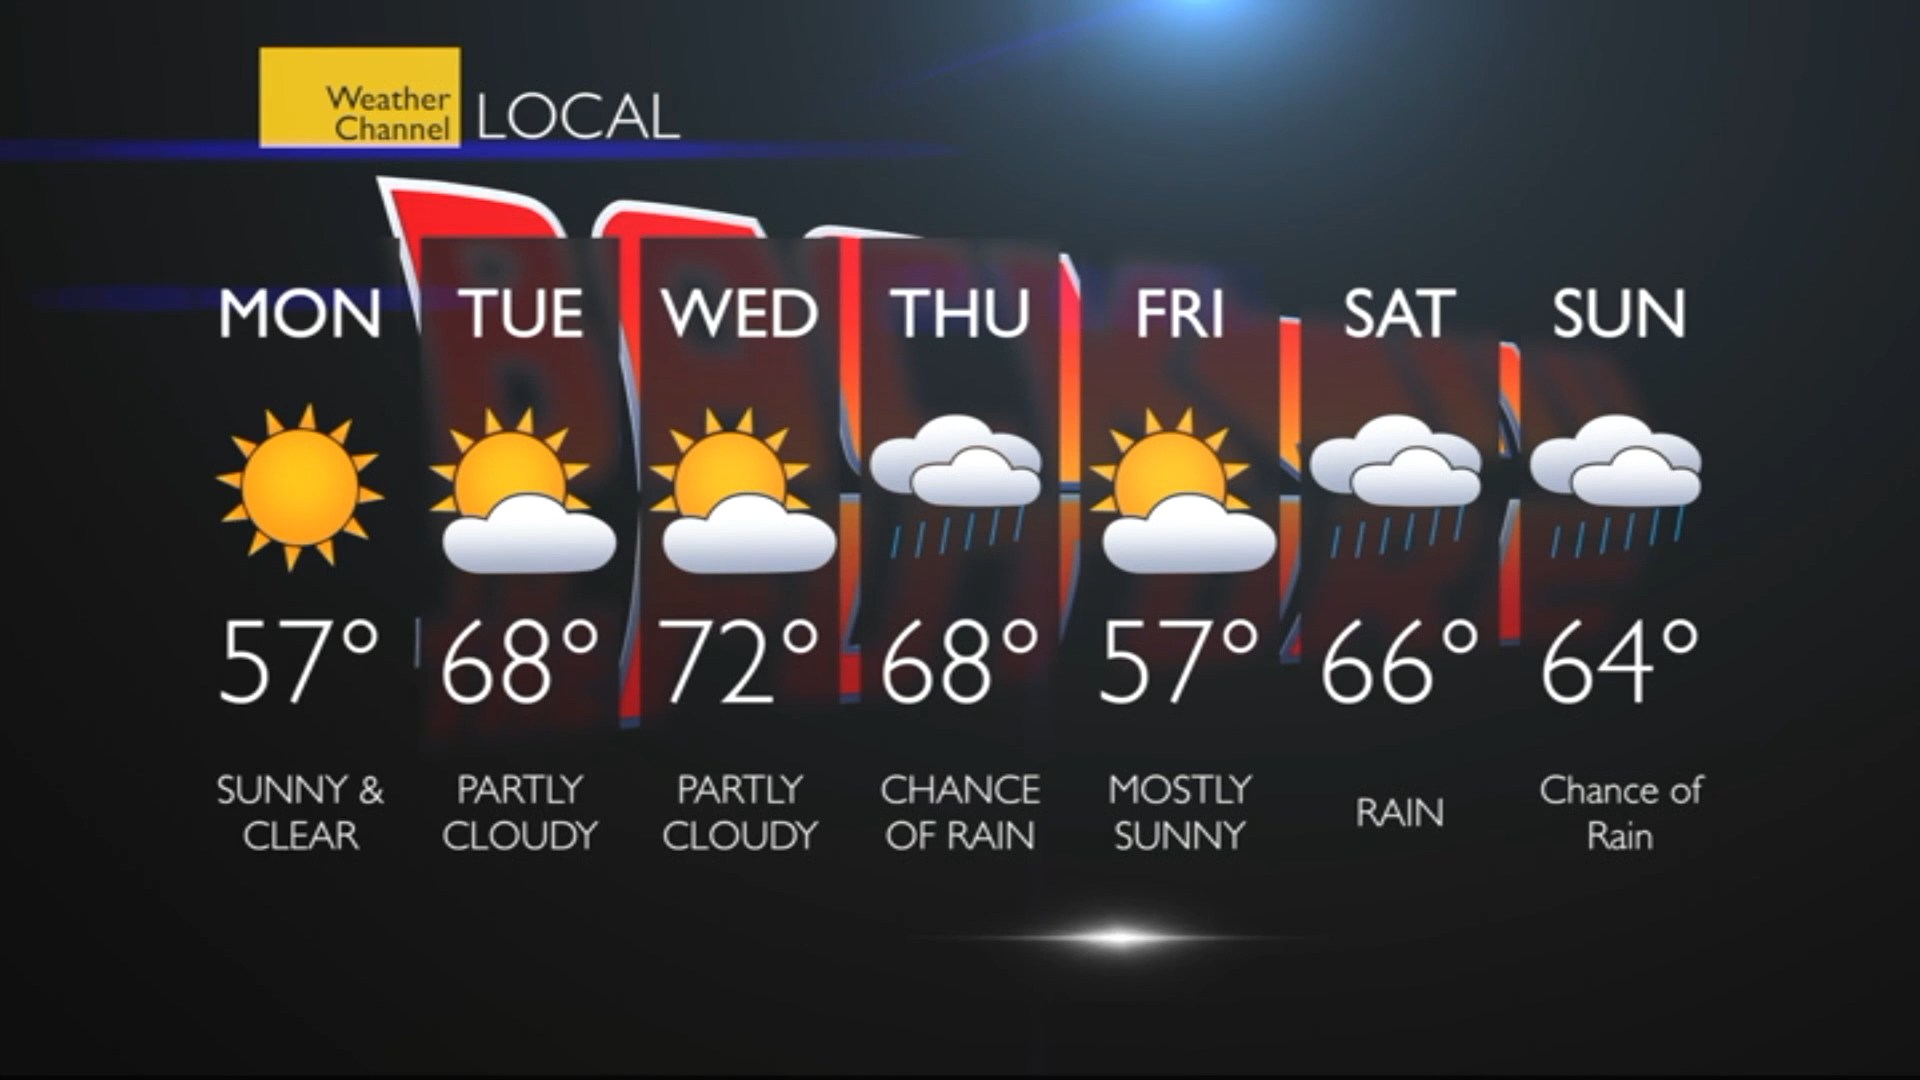 Weather
Channel
LOCAL
MON TUE WED THU FRI SAT SUN
57° 68° 72° 68° 57° 66° 64°
SUNNY & PARTLY PARTLY CHANCE MOSTLY RAIN Chance of
CLEAR CLOUDY CLOUDY OF RAIN SUNNY Rain